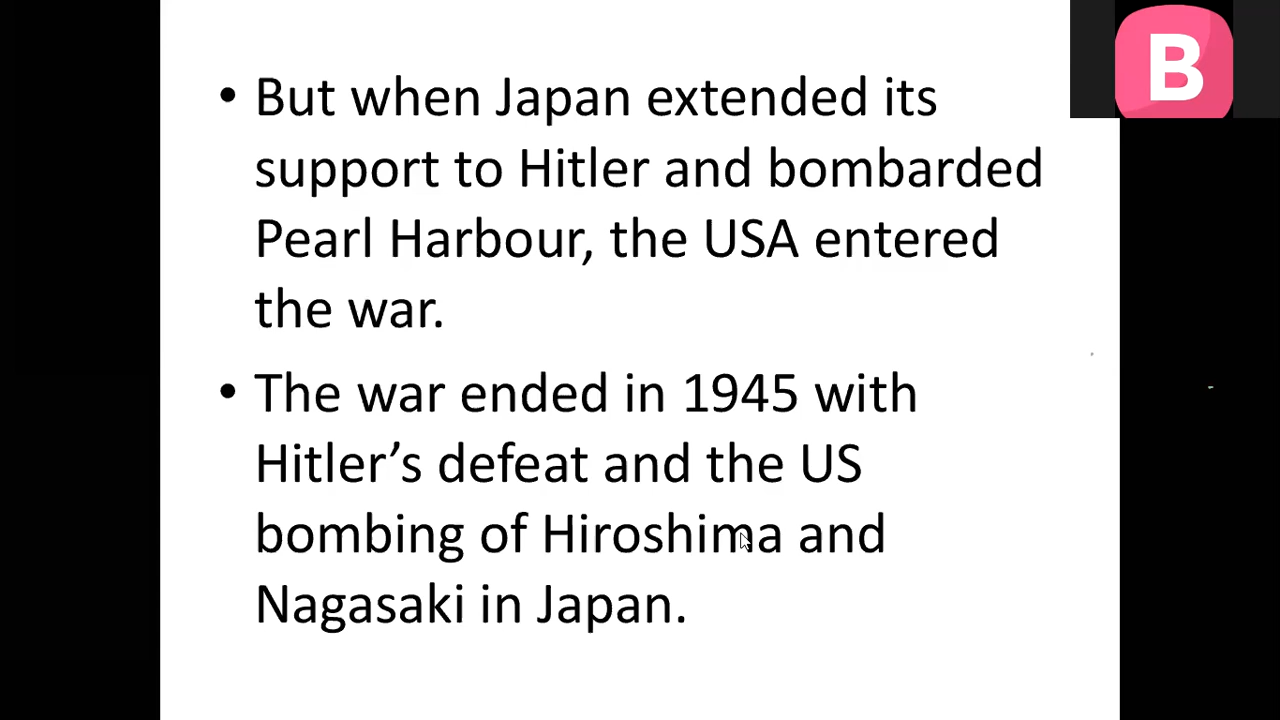 B
• But when Japan extended its
support to Hitler and bombarded
Pearl Harbour, the USA entered
the war.
• The war ended in 1945 with
Hitler’s defeat and the US
bombing of Hiroshima and
Nagasaki in Japan.